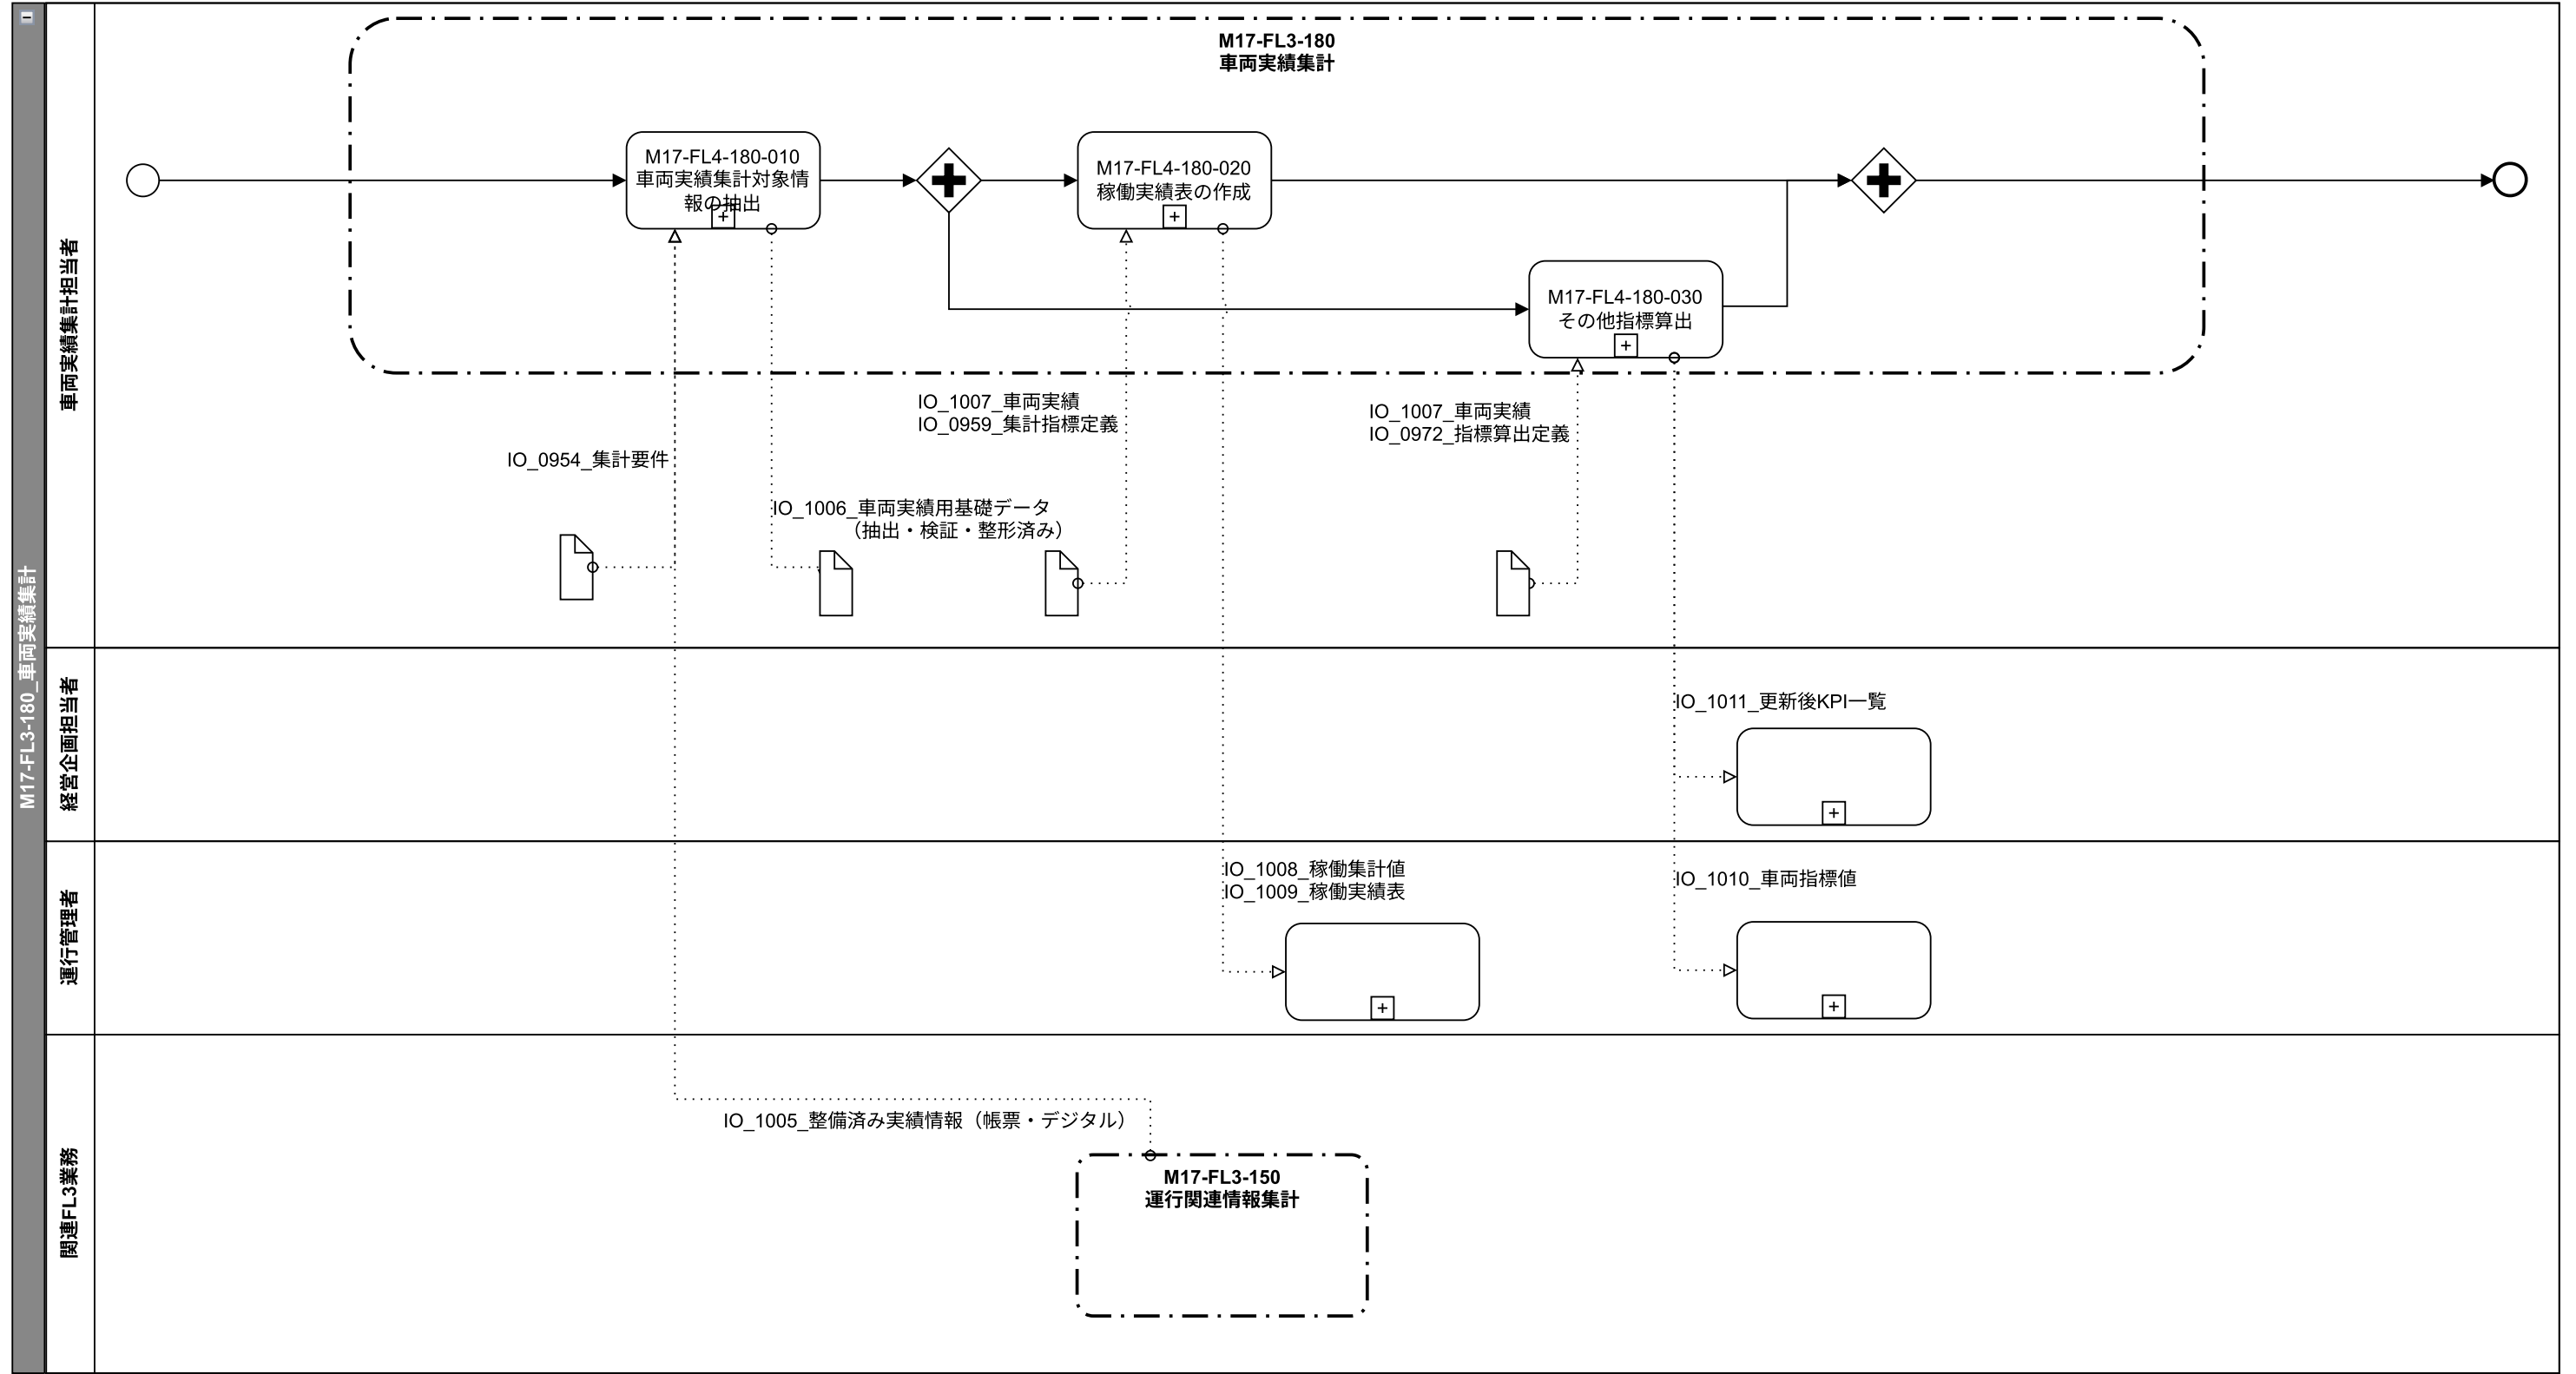 M17-FL3-180_車両実績集計
車両実績集計担当者
M17-FL3-180
車両実績集計
M17-FL4-180-010
車両実績集計対象情
報の抽出
M17-FL4-180-020
稼働実績表の作成
M17-FL4-180-030
その他指標算出
IO_1007_車両実績
IO_0959_集計指標定義
IO_1007_車両実績
IO_0972_指標算出定義
IO_0954_集計要件
IO_1006_車両実績用基礎データ
（抽出・検証・整形済み）
経営企画担当者
IO_1011_更新後KPI一覧
運行管理者
IO_1008_稼働集計値
IO_1009_稼働実績表
IO_1010_車両指標値
関連FL3業務
IO_1005_整備済み実績情報（帳票・デジタル）
M17-FL3-150
運行関連情報集計